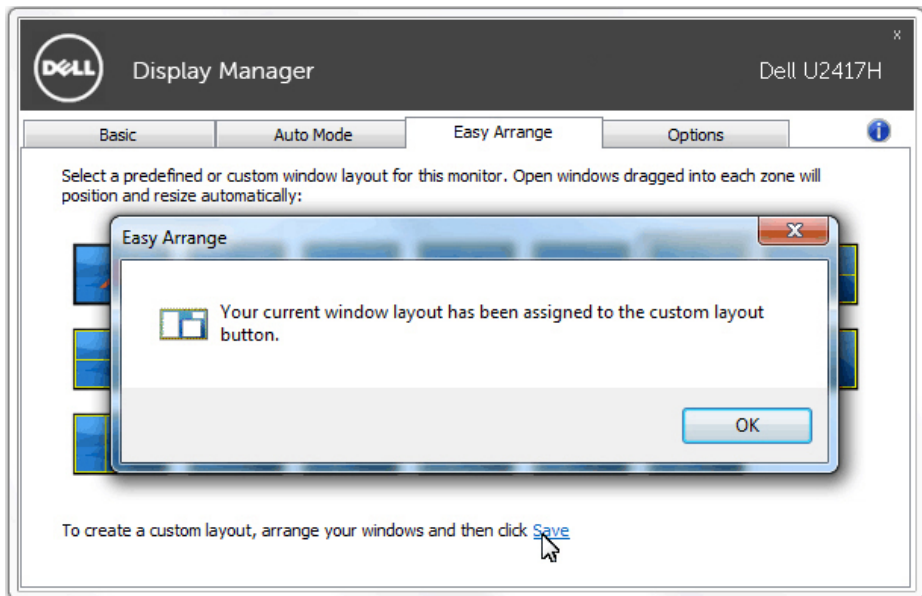 x
DELL
Display Manager
Dell U2417H
Basic
Auto Mode
Easy Arrange
Options
i
Select a predefined or custom window layout for this monitor. Open windows dragged into each zone will
position and resize automatically:
Easy Arrange
x
Your current window layout has been assigned to the custom layout
button.
OK
To create a custom layout, arrange your windows and then click Save